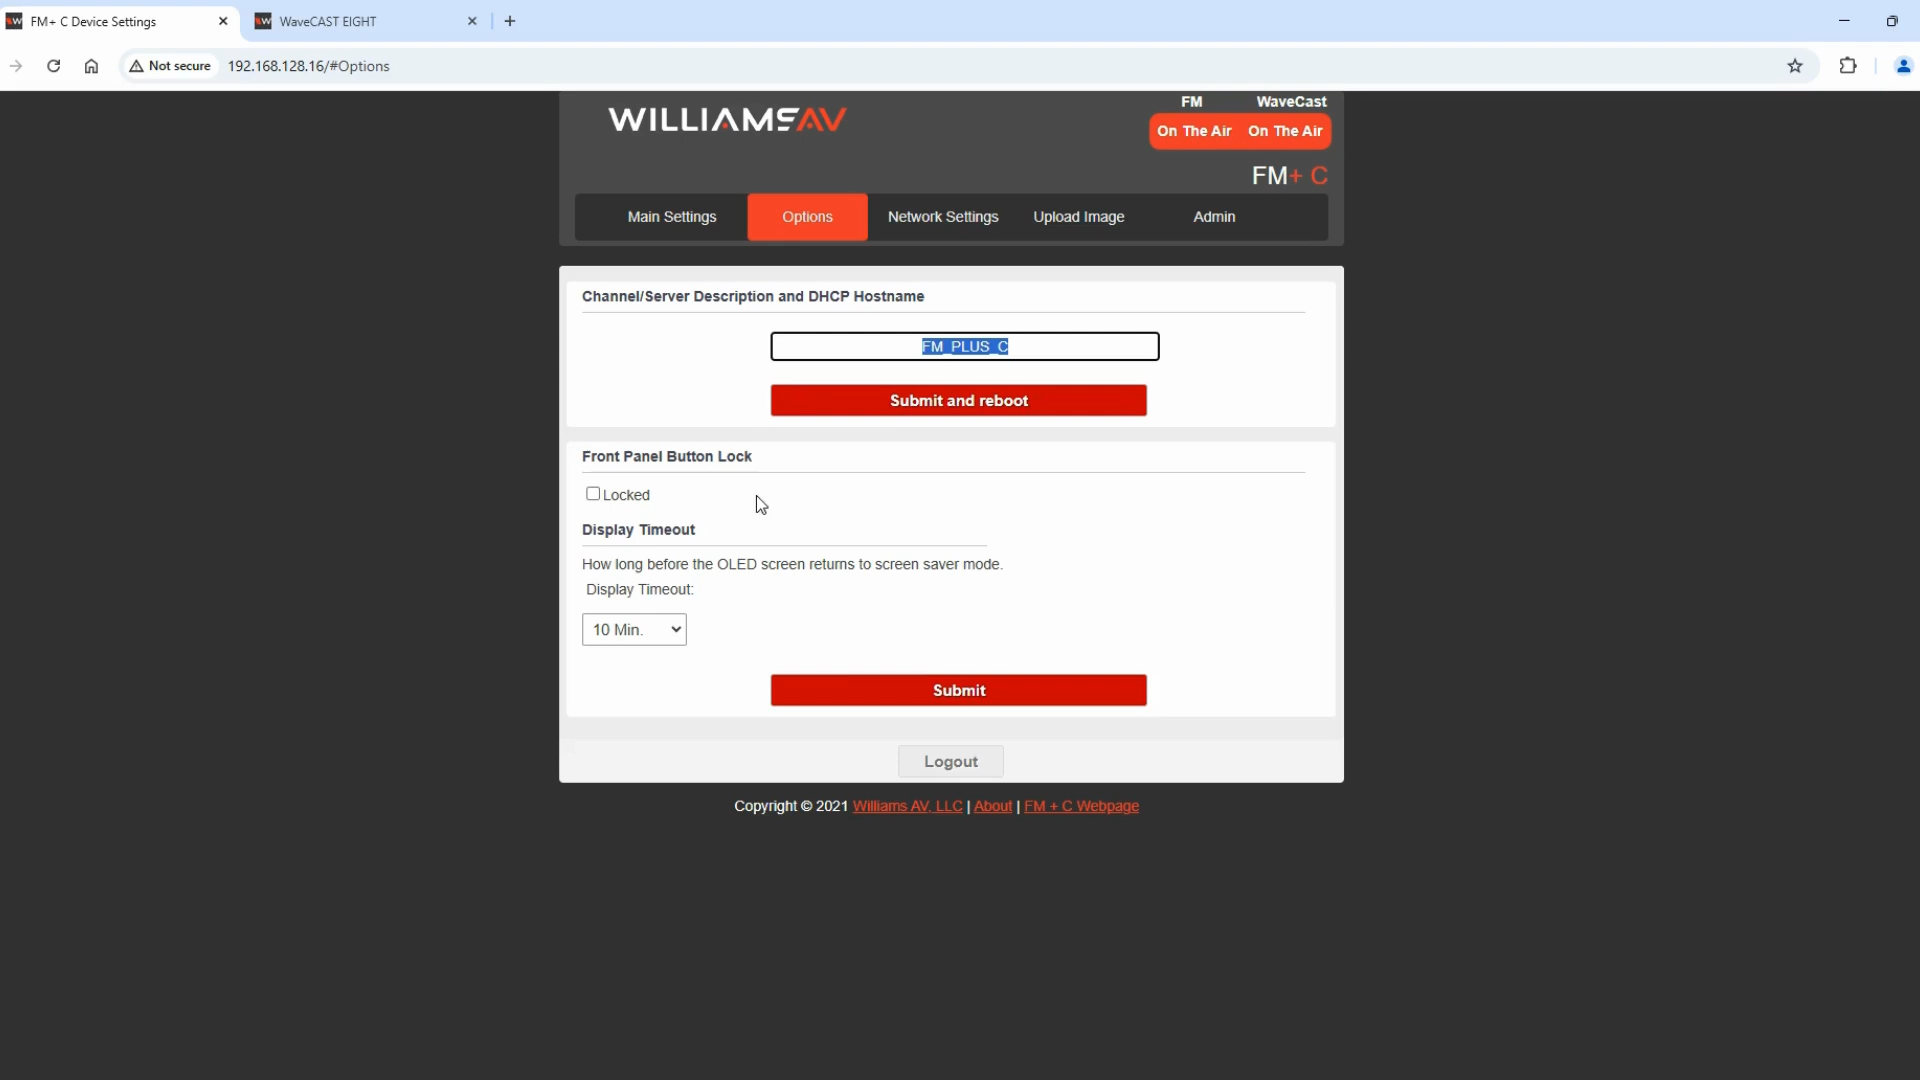 FM+ C Device Settings
WaveCAST EIGHT
Not secure
192.168.128.16/#Options
WILLIAMSAV
FM WaveCast
On The Air On The Air
FM+ C
Main Settings Options Network Settings Upload Image Admin
Channel/Server Description and DHCP Hostname
FM_PLUS_C
Submit and reboot
Front Panel Button Lock
Locked
Display Timeout
How long before the OLED screen returns to screen saver mode.
Display Timeout:
10 Min.
Submit
Logout
Copyright © 2021 Williams AV, LLC | About | FM + C Webpage